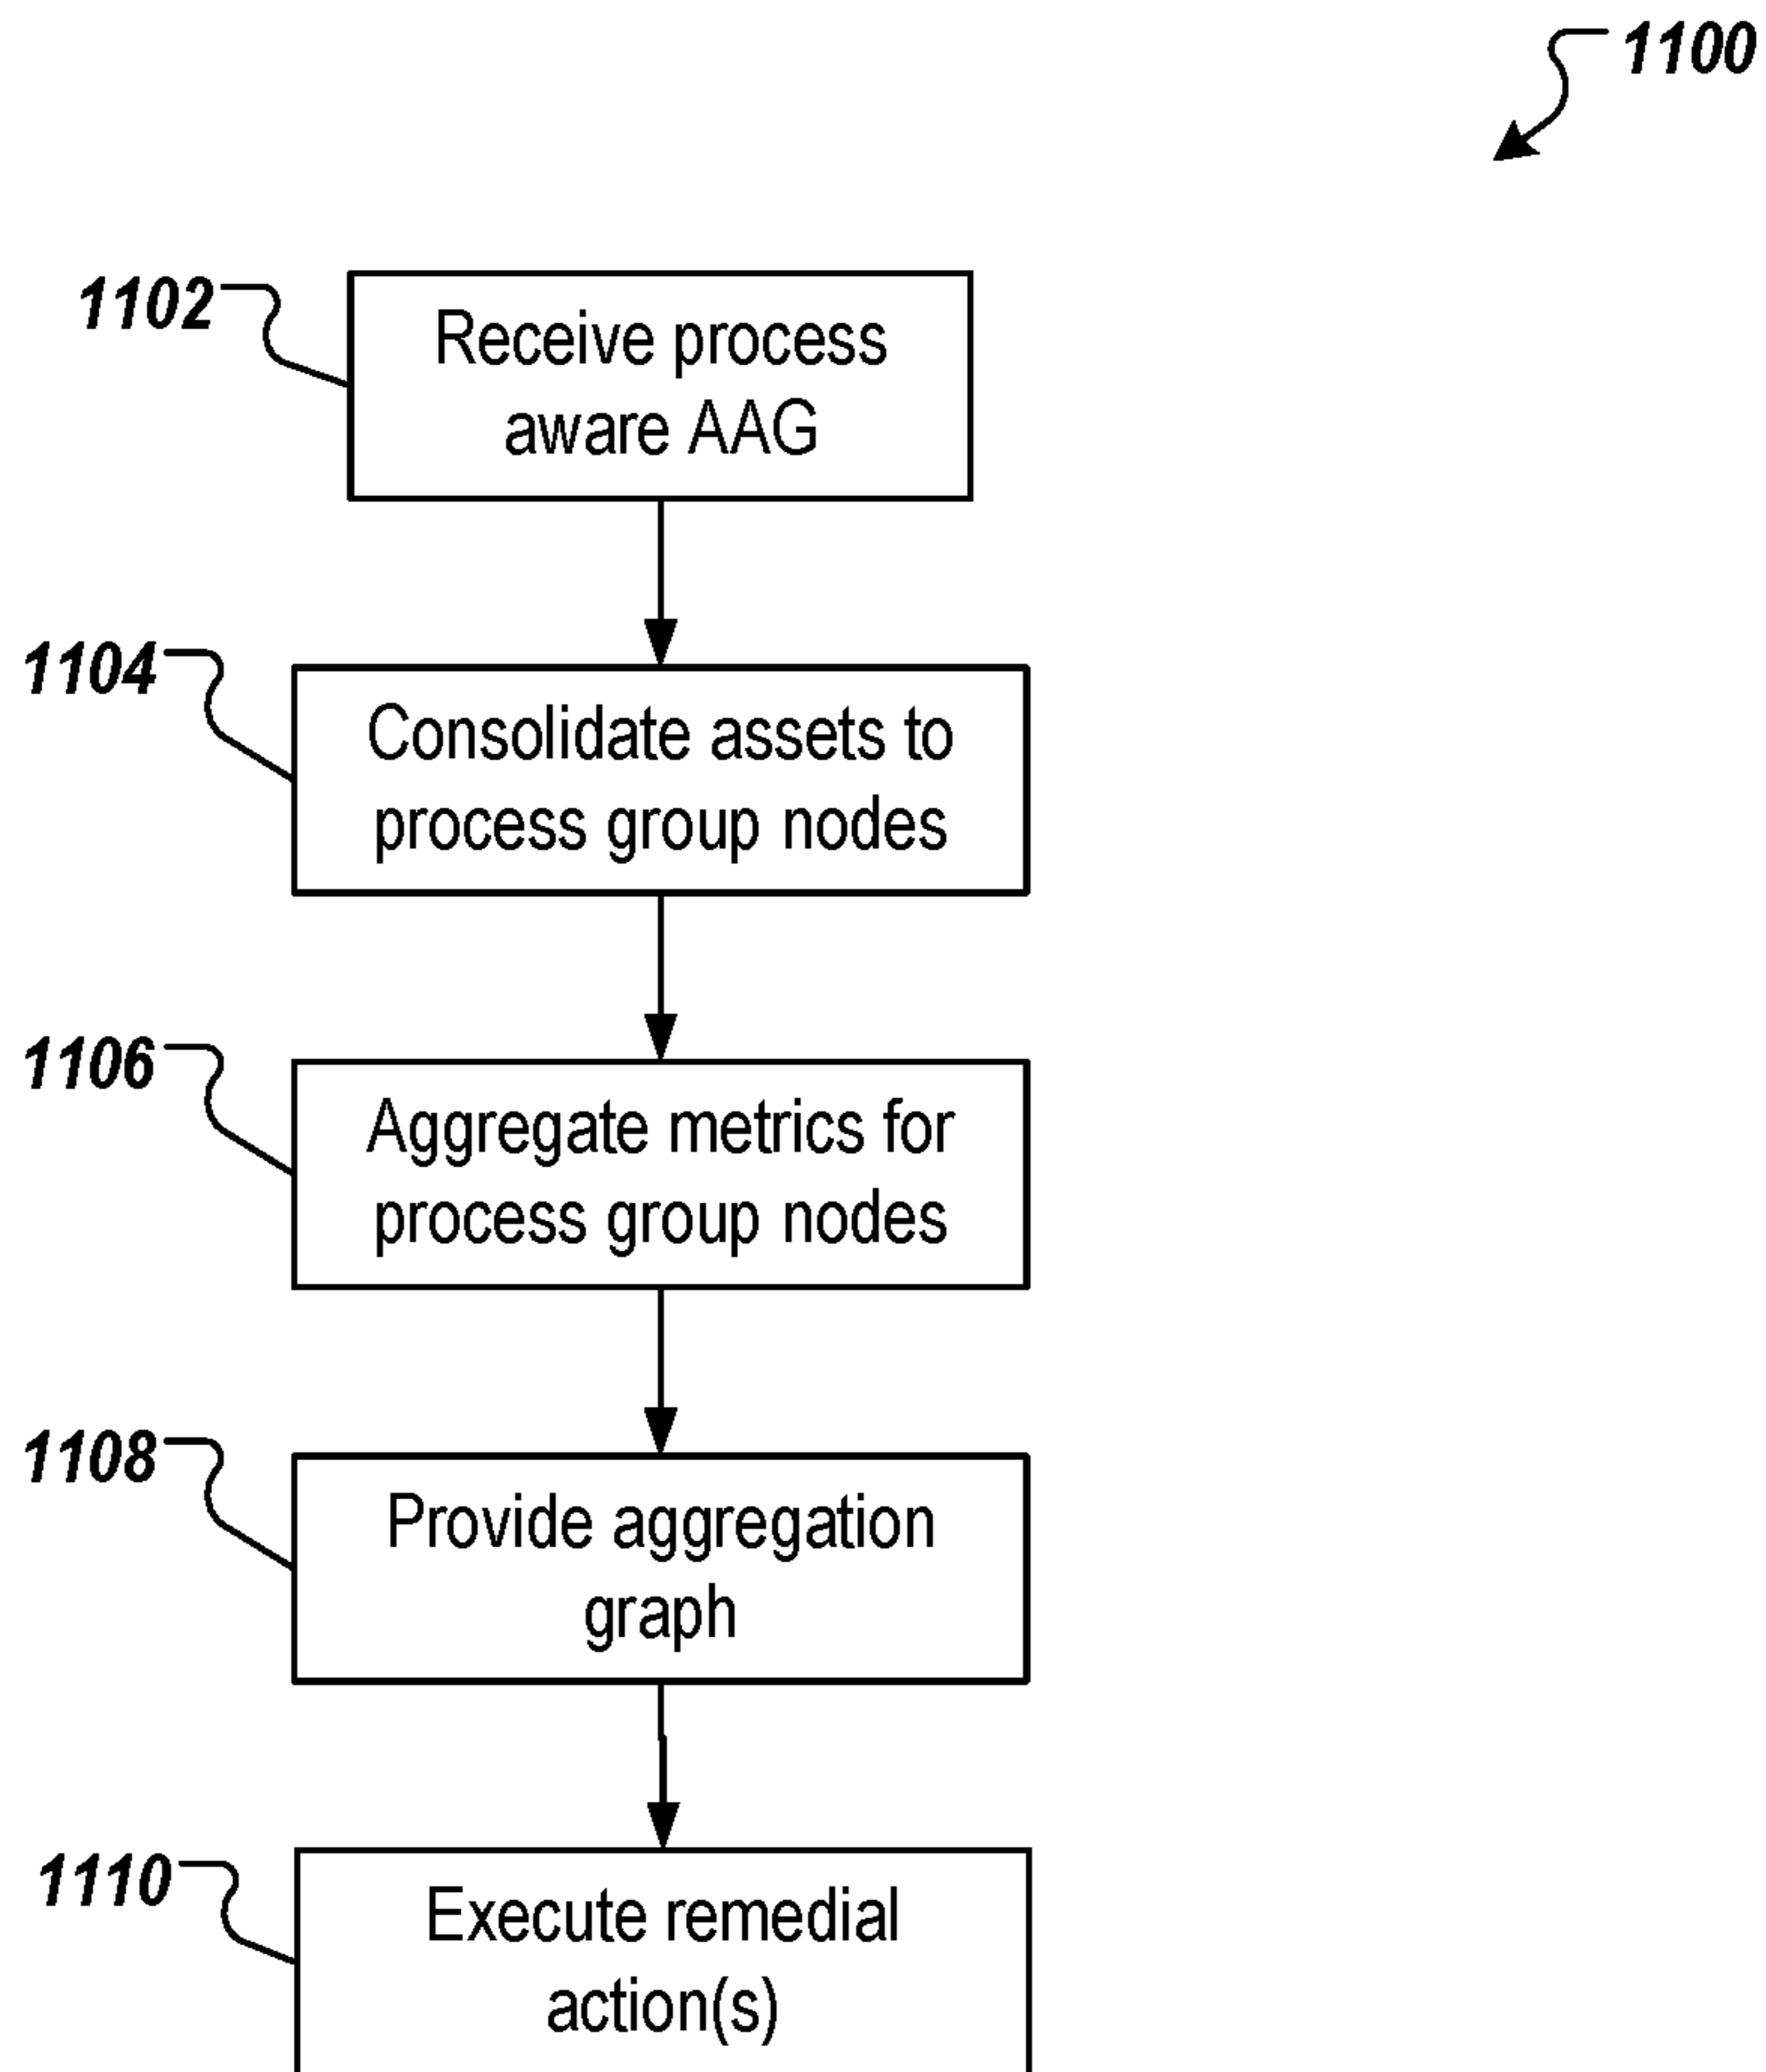 1100
1102
Receive process
aware AAG
1104
Consolidate assets to
process group nodes
1106
Aggregate metrics for
process group nodes
1108
Provide aggregation
graph
1110
Execute remedial
action(s)